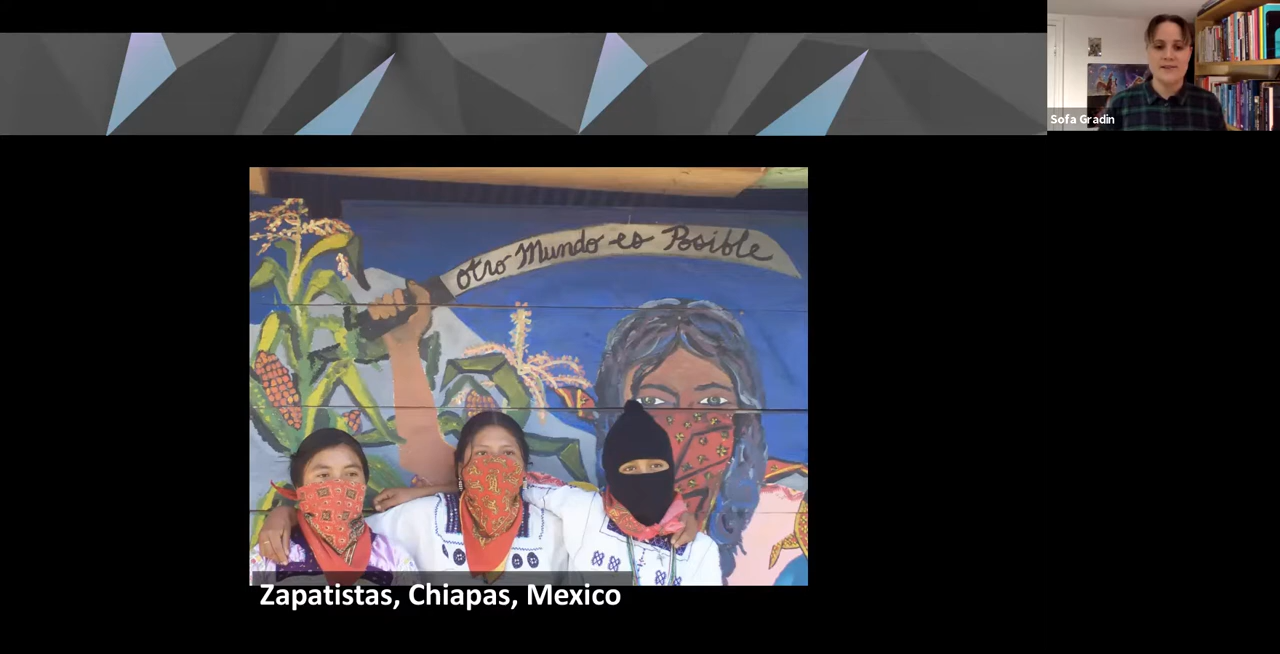 Sofa Gradin
otro Mundo es Posible
Zapatistas, Chiapas, Mexico